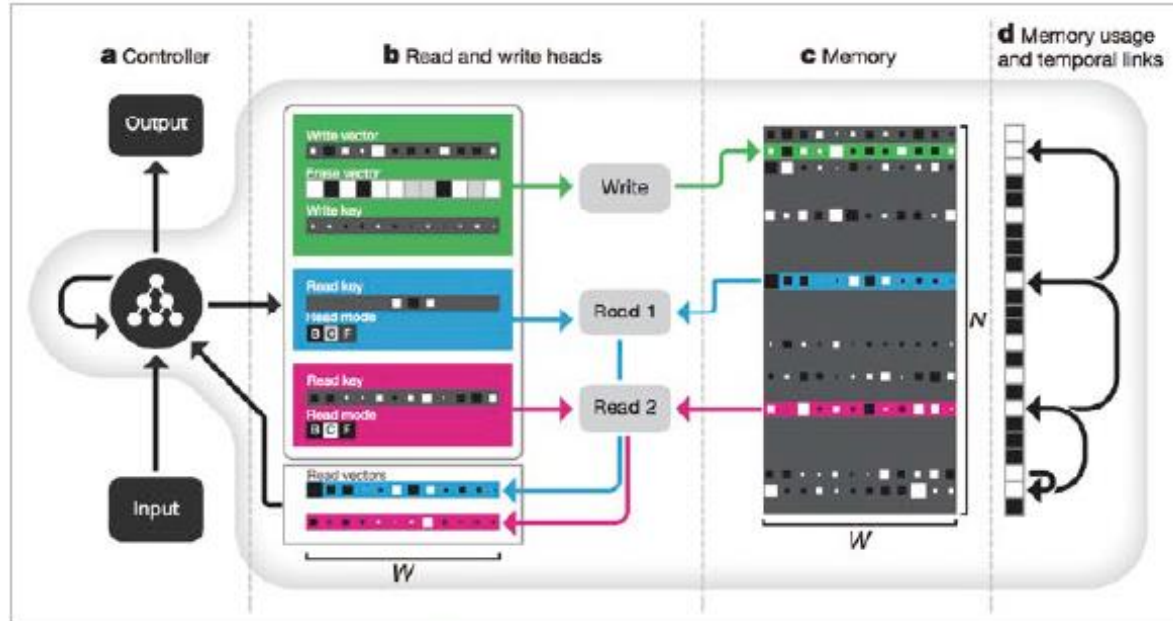 a Controller
b Read and write heads
c Memory
d Memory usage
and temporal links
Output
Input
Write vector
Erase vector
Write key
Read key
Read mode
B C F
Read key
Read mode
B C F
Read vectors
W
Write
Read 1
Read 2
N
W